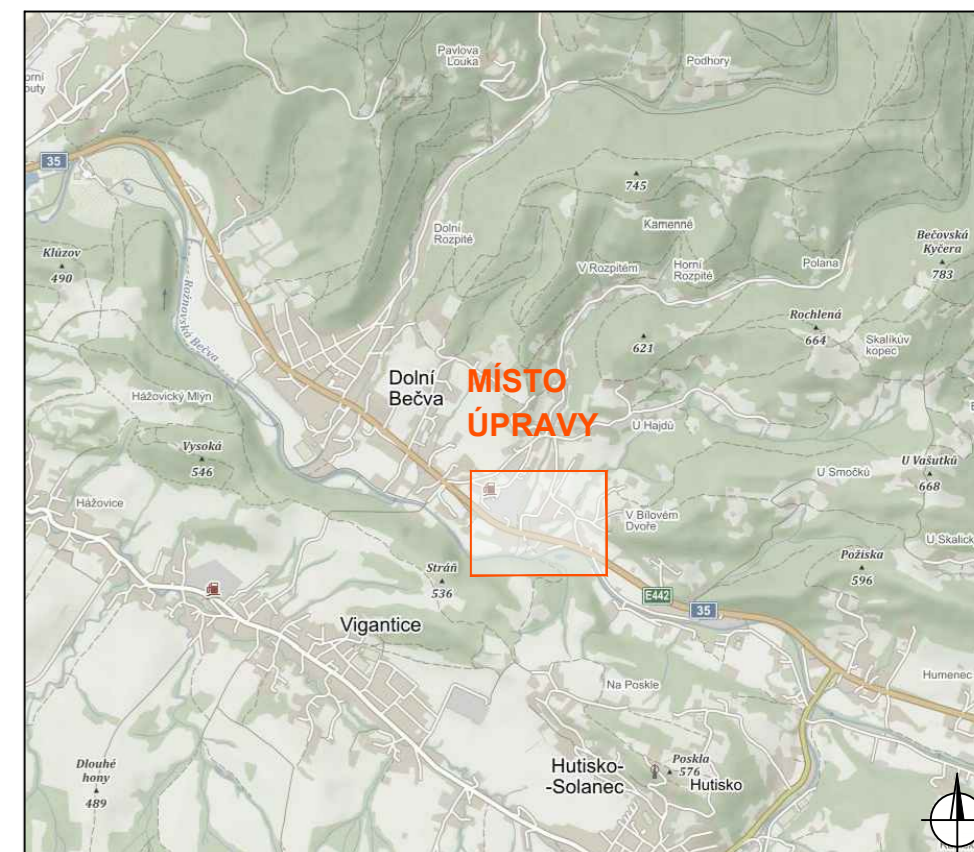 Pavlova
Louka
Podhory
35
745
Dolní
Rozpité
Kamenné
Bečovská
Kyčera
783
Klůzov
490
V Rozpitém
Horní
Rozpité
Polana
Rožnovská Bečva
Rochlená
664
621
Skalíkův
kopec
Dolní
Bečva
MÍSTO
ÚPRAVY
Hážovický Mlýn
U Hajdů
Vysoká
546
U Vašutků
668
U Smočků
Hážovice
V Bílovém
Dvoře
U Skalick
Požiska
596
Stráň
536
E442
35
Vigantice
Humenec
Na Poskle
Dlouhé
hony
489
Hutisko-
-Solanec
Poskla
576
Hutisko